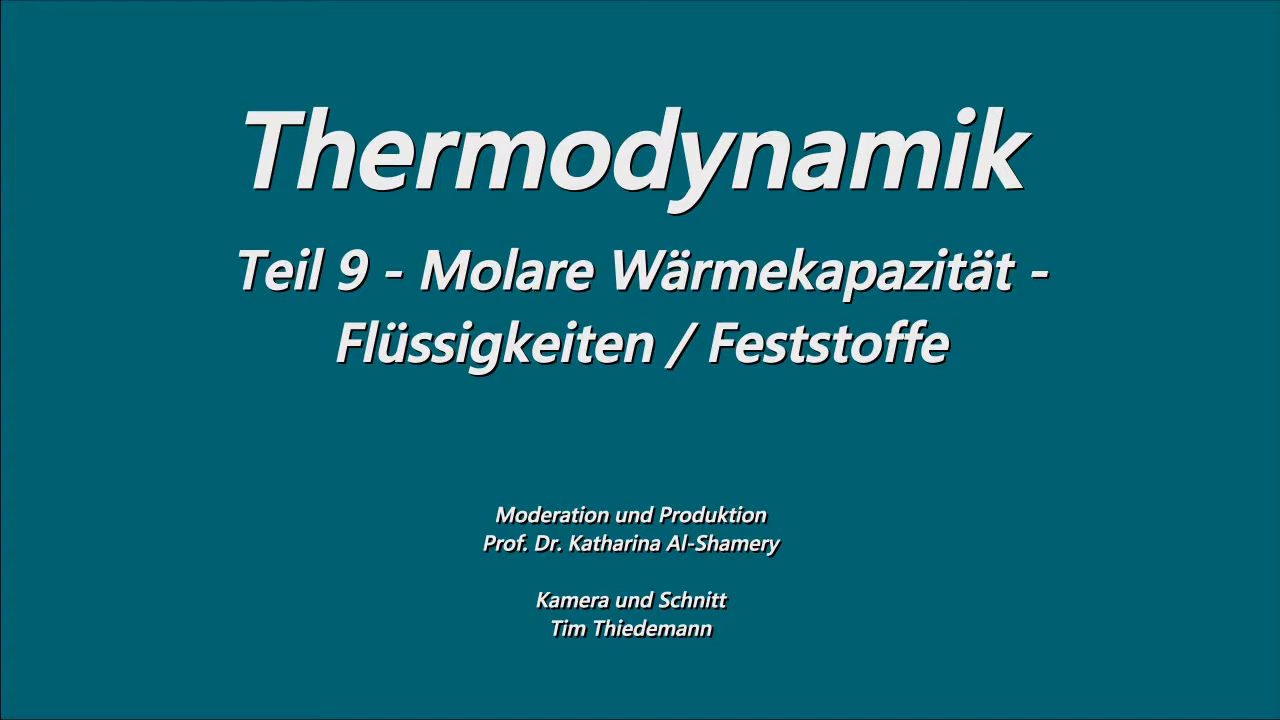 Thermodynamik
Teil 9 - Molare Wärmekapazität -
Flüssigkeiten / Feststoffe
Moderation und Produktion
Prof. Dr. Katharina Al-Shamery
Kamera und Schnitt
Tim Thiedemann